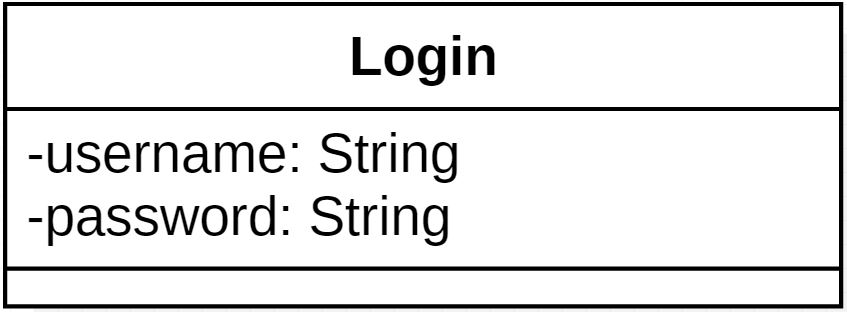 Login
-username: String
-password: String